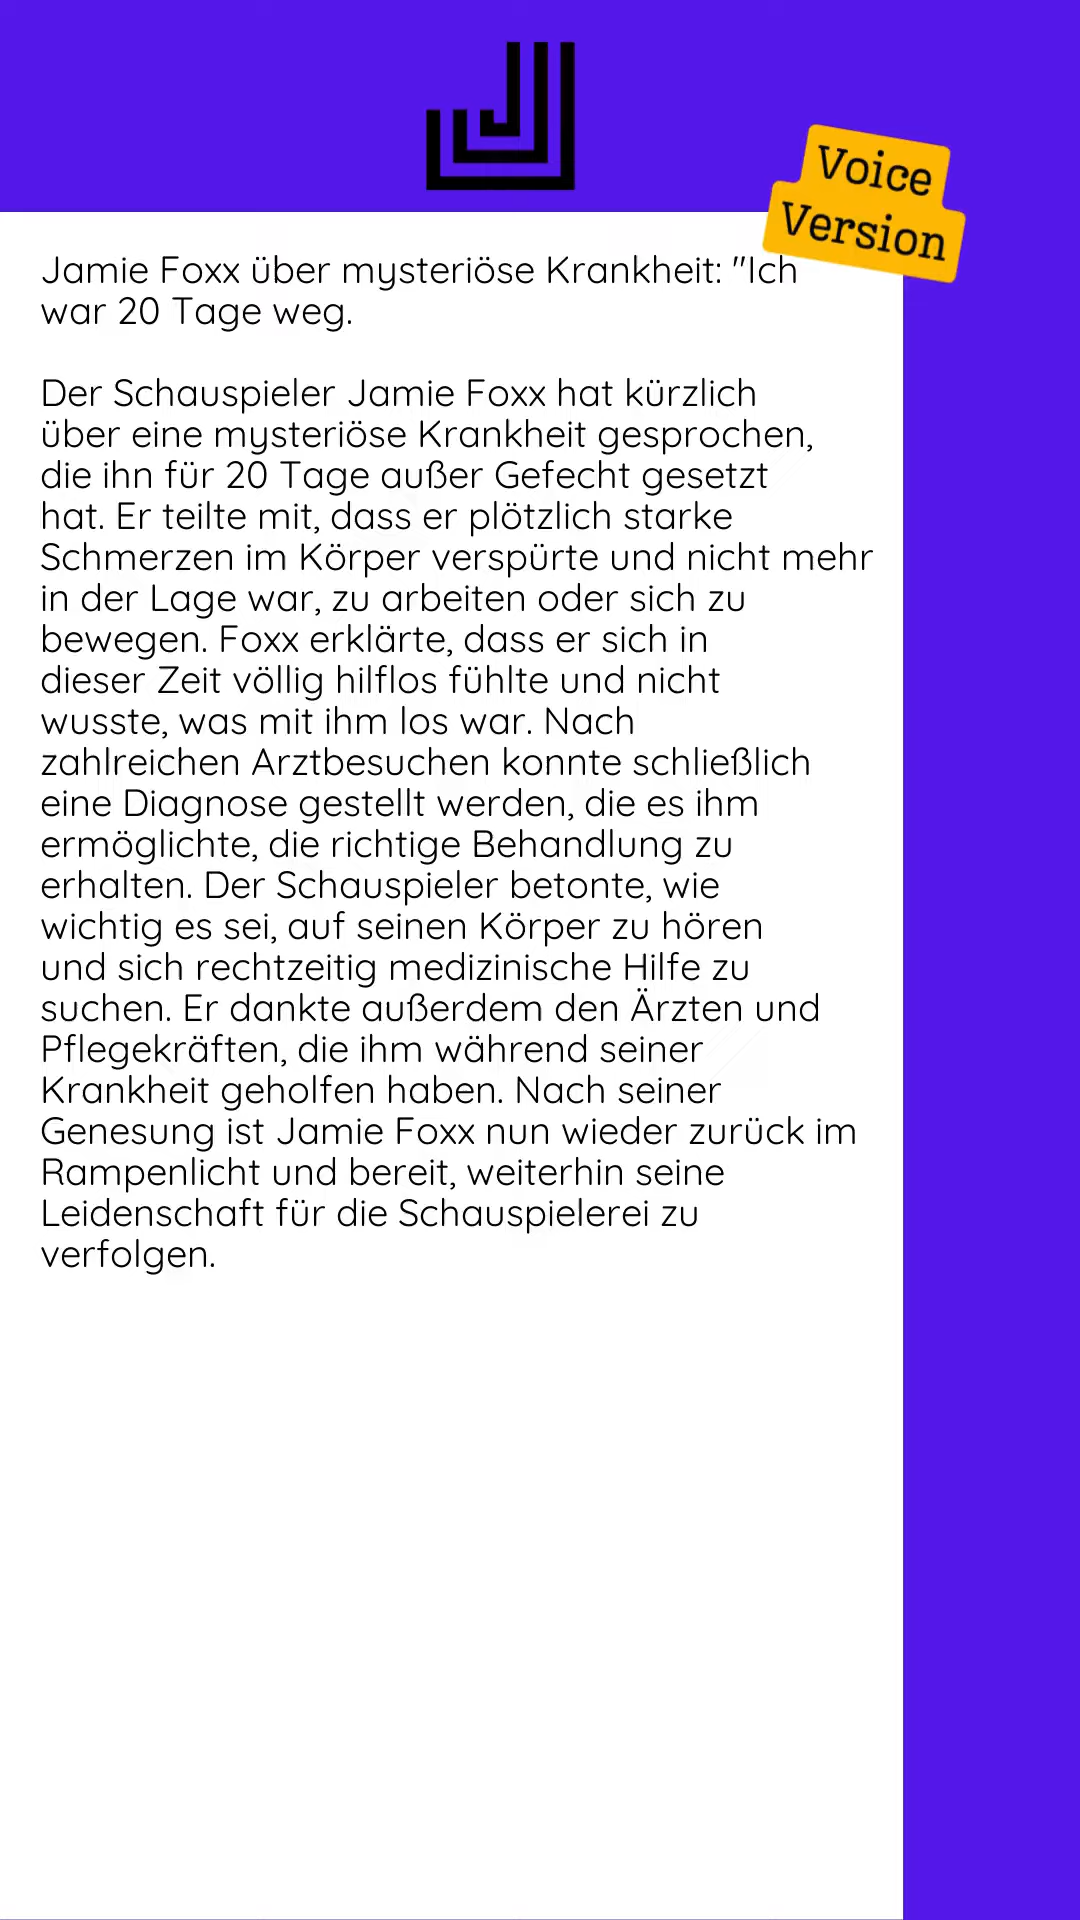 Voice
Version
Jamie Foxx über mysteriöse Krankheit: "Ich
war 20 Tage weg.
Der Schauspieler Jamie Foxx hat kürzlich
über eine mysteriöse Krankheit gesprochen,
die ihn für 20 Tage außer Gefecht gesetzt
hat. Er teilte mit, dass er plötzlich starke
Schmerzen im Körper verspürte und nicht mehr
in der Lage war, zu arbeiten oder sich zu
bewegen. Foxx erklärte, dass er sich in
dieser Zeit völlig hilflos fühlte und nicht
wusste, was mit ihm los war. Nach
zahlreichen Arztbesuchen konnte schließlich
eine Diagnose gestellt werden, die es ihm
ermöglichte, die richtige Behandlung zu
erhalten. Der Schauspieler betonte, wie
wichtig es sei, auf seinen Körper zu hören
und sich rechtzeitig medizinische Hilfe zu
suchen. Er dankte außerdem den Ärzten und
Pflegekräften, die ihm während seiner
Krankheit geholfen haben. Nach seiner
Genesung ist Jamie Foxx nun wieder zurück im
Rampenlicht und bereit, weiterhin seine
Leidenschaft für die Schauspielerei zu
verfolgen.